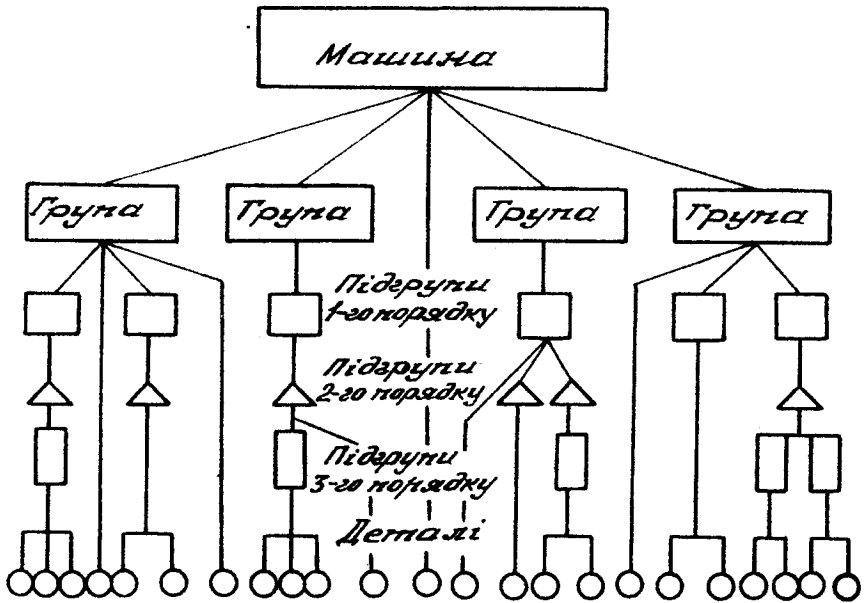 Машина
Група
Група
Група
Група
Підгрупи
1-го порядку
Підгрупи
2-го порядку
Підгрупи
3-го порядку
Деталі